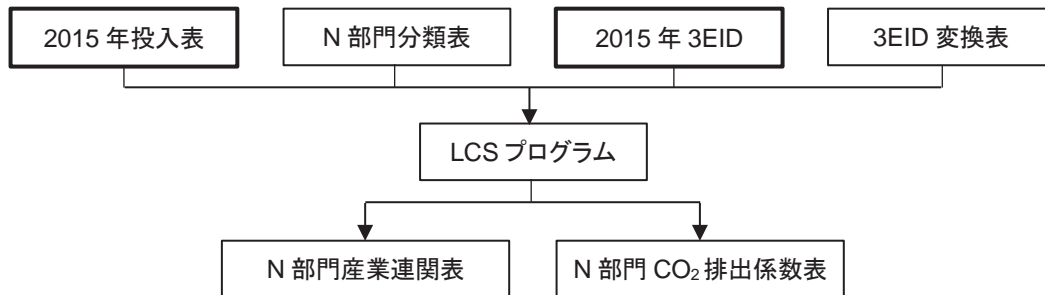 2015 年投入表
N 部門分類表
2015 年 3EID
3EID 変換表
LCS プログラム
N 部門産業連関表
N 部門 CO₂ 排出係数表